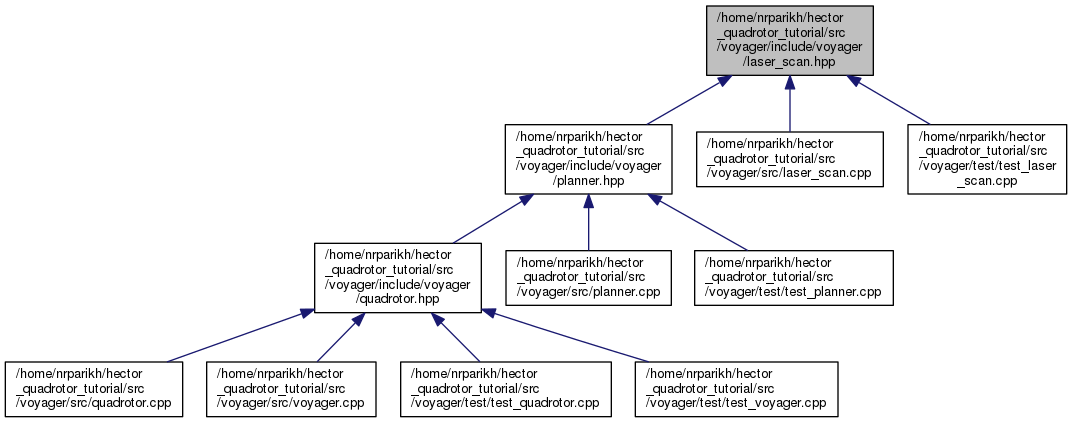 /home/nrparikh/hector
_quadrotor_tutorial/src
/voyager/include/voyager
/laser_scan.hpp
/home/nrparikh/hector
_quadrotor_tutorial/src
/voyager/include/voyager
/planner.hpp
/home/nrparikh/hector
_quadrotor_tutorial/src
/voyager/src/laser_scan.cpp
/home/nrparikh/hector
_quadrotor_tutorial/src
/voyager/test/test_laser
_scan.cpp
/home/nrparikh/hector
_quadrotor_tutorial/src
/voyager/include/voyager
/quadrotor.hpp
/home/nrparikh/hector
_quadrotor_tutorial/src
/voyager/src/planner.cpp
/home/nrparikh/hector
_quadrotor_tutorial/src
/voyager/test/test_planner.cpp
/home/nrparikh/hector
_quadrotor_tutorial/src
/voyager/src/quadrotor.cpp
/home/nrparikh/hector
_quadrotor_tutorial/src
/voyager/src/voyager.cpp
/home/nrparikh/hector
_quadrotor_tutorial/src
/voyager/test/test_quadrotor.cpp
/home/nrparikh/hector
_quadrotor_tutorial/src
/voyager/test/test_voyager.cpp